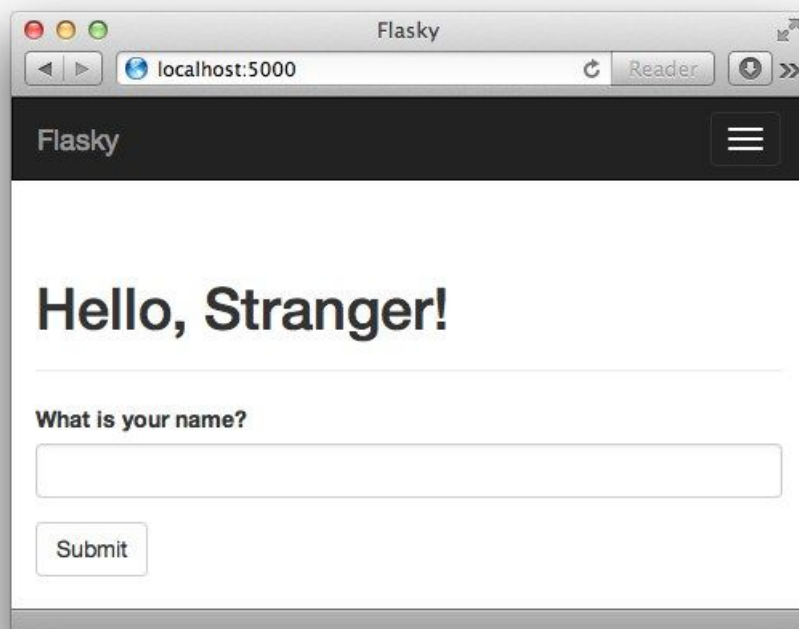 Flasky
localhost:5000 Reader
Flasky
Hello, Stranger!
What is your name?
Submit